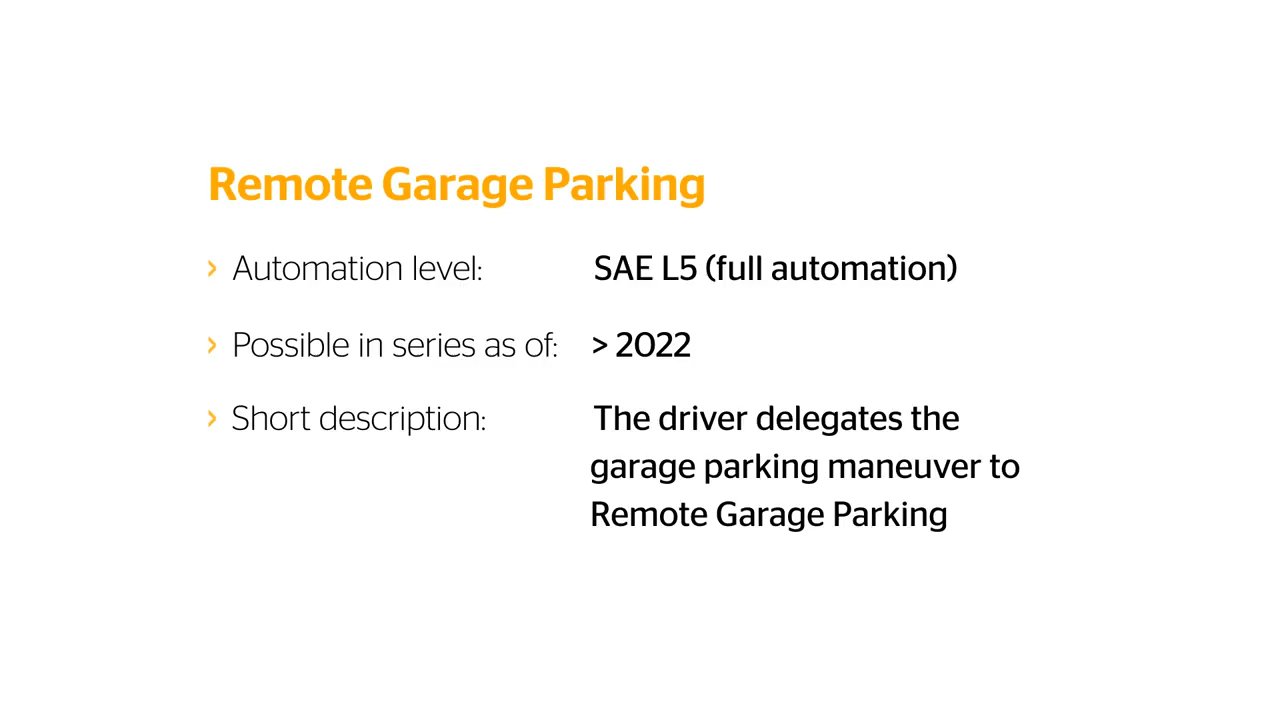 Remote Garage Parking
› Automation level: SAE L5 (full automation)
› Possible in series as of: > 2022
› Short description: The driver delegates the
garage parking maneuver to
Remote Garage Parking